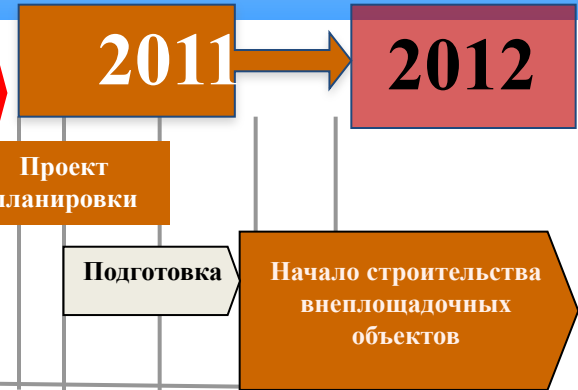 2011
2012
Проект
планировки
Подготовка
Начало строительства
внеплощадочных
объектов